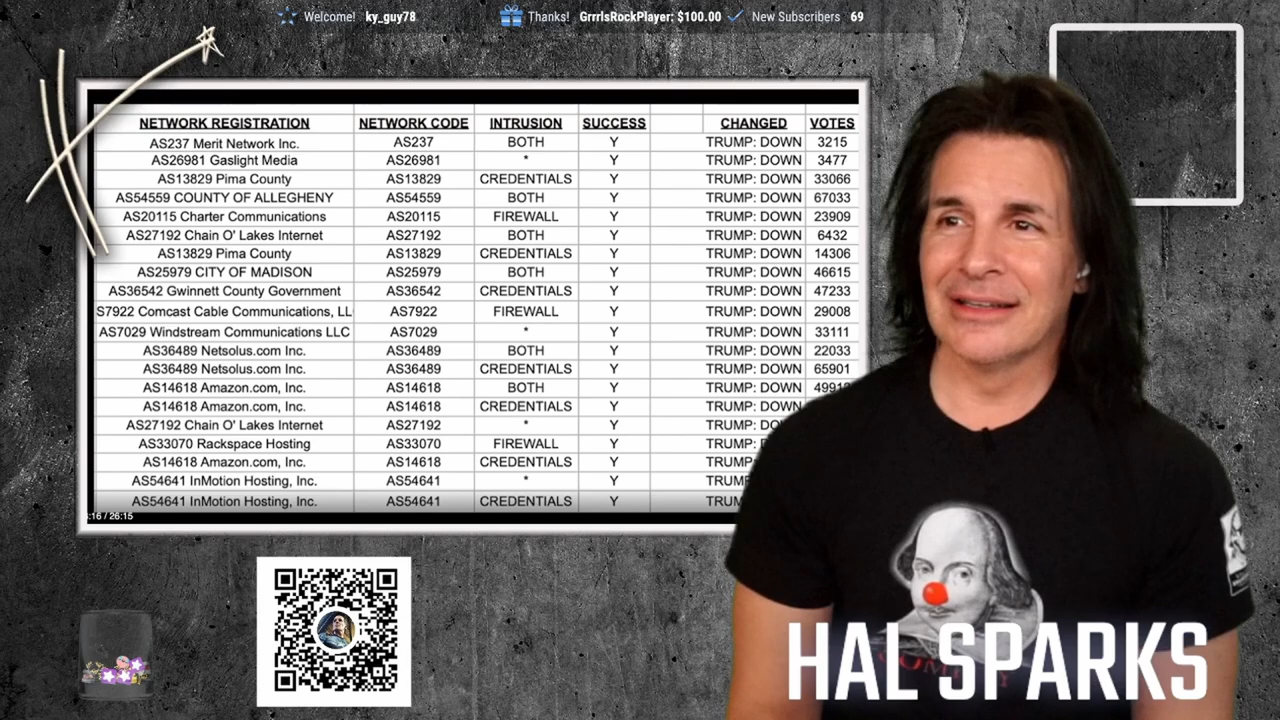 Welcome! ky_guy78 Thanks! GrrrlsRockPlayer: $100.00 New Subscribers 69
NETWORK REGISTRATION NETWORK CODE INTRUSION SUCCESS CHANGED VOTES
AS237 Merit Network Inc. AS237 BOTH Y TRUMP: DOWN 3215
AS26981 Gaslight Media AS26981 * Y TRUMP: DOWN 3477
AS13829 Pima County AS13829 CREDENTIALS Y TRUMP: DOWN 33066
AS54559 COUNTY OF ALLEGHENY AS54559 BOTH Y TRUMP: DOWN 67033
AS20115 Charter Communications AS20115 FIREWALL Y TRUMP: DOWN 23909
AS27192 Chain O' Lakes Internet AS27192 BOTH Y TRUMP: DOWN 6432
AS13829 Pima County AS13829 CREDENTIALS Y TRUMP: DOWN 14306
AS25979 CITY OF MADISON AS25979 BOTH Y TRUMP: DOWN 46615
AS36542 Gwinnett County Government AS36542 CREDENTIALS Y TRUMP: DOWN 47233
S7922 Comcast Cable Communications, LL AS7922 FIREWALL Y TRUMP: DOWN 29008
AS7029 Windstream Communications LLC AS7029 * Y TRUMP: DOWN 33111
AS36489 Netsolus.com Inc. AS36489 BOTH Y TRUMP: DOWN 22033
AS36489 Netsolus.com Inc. AS36489 CREDENTIALS Y TRUMP: DOWN 65901
AS14618 Amazon.com, Inc. AS14618 BOTH Y TRUMP: DOWN
AS14618 Amazon.com, Inc. AS14618 CREDENTIALS Y TRUMP: DOWN
AS27192 Chain O' Lakes Internet AS27192 * Y TRUMP:
AS33070 Rackspace Hosting AS33070 FIREWALL Y TRUMP:
AS14618 Amazon.com, Inc. AS14618 CREDENTIALS Y TRUMP:
AS54641 InMotion Hosting, Inc. AS54641 * Y TRUM
AS54641 InMotion Hosting, Inc. AS54641 CREDENTIALS Y TRUM
:16 / 26:15
HAL SPARKS